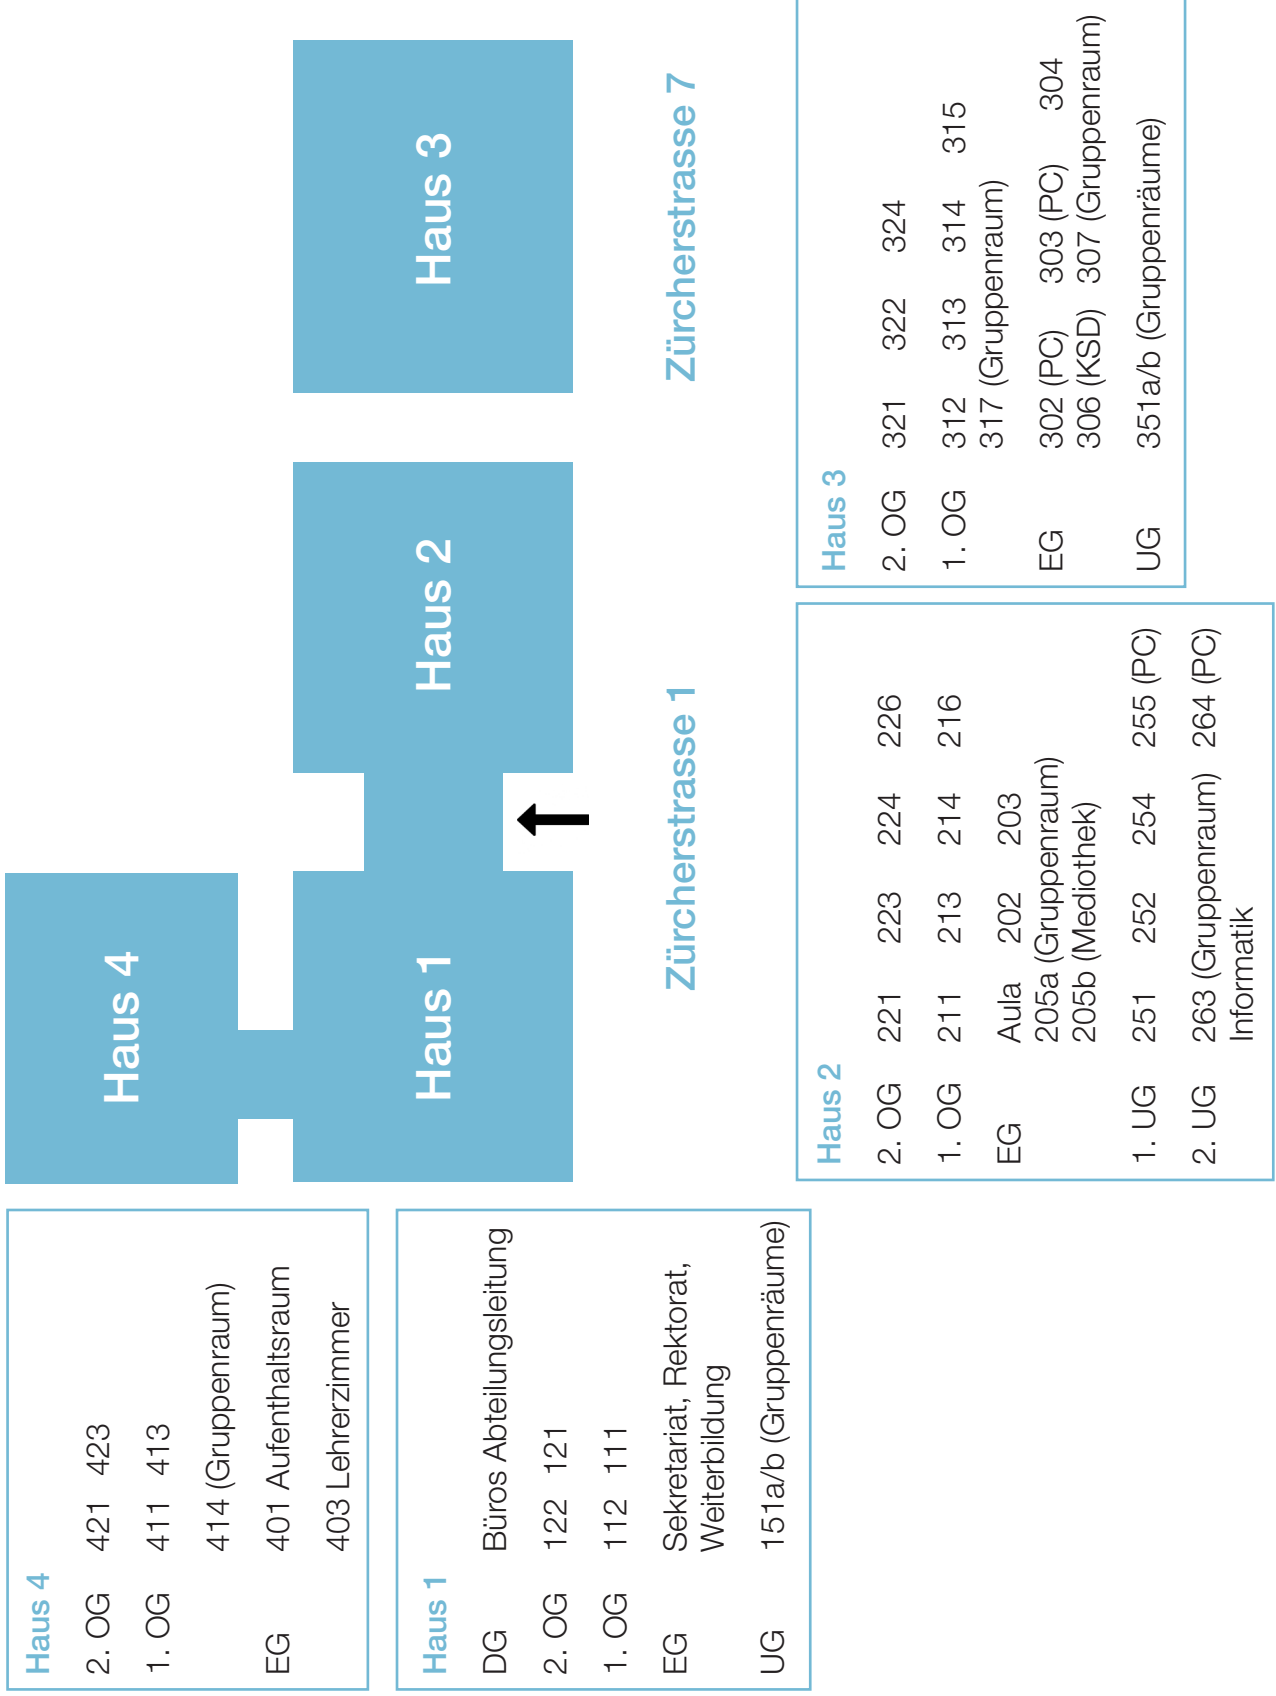 Haus 4
2. OG 421 423
1. OG 411 413
414 (Gruppenraum)
EG 401 Aufenthaltsraum
403 Lehrerzimmer
Haus 1
DG Büros Abteilungsleitung
2. OG 122 121
1. OG 112 111
EG Sekretariat, Rektorat,
Weiterbildung
UG 151a/b (Gruppenräume)
Haus 4
Haus 1
Haus 2
Haus 3
Zürcherstrasse 1
Zürcherstrasse 7
Haus 2
2. OG 221 223 224 226
1. OG 211 213 214 216
EG Aula 202 203
205a (Gruppenraum)
205b (Mediothek)
1. UG 251 252 254 255 (PC)
2. UG 263 (Gruppenraum) 264 (PC)
Informatik
Haus 3
2. OG 321 322 324
1. OG 312 313 314 315
317 (Gruppenraum)
EG 302 (PC) 303 (PC) 304
306 (KSD) 307 (Gruppenraum)
UG 351a/b (Gruppenräume)